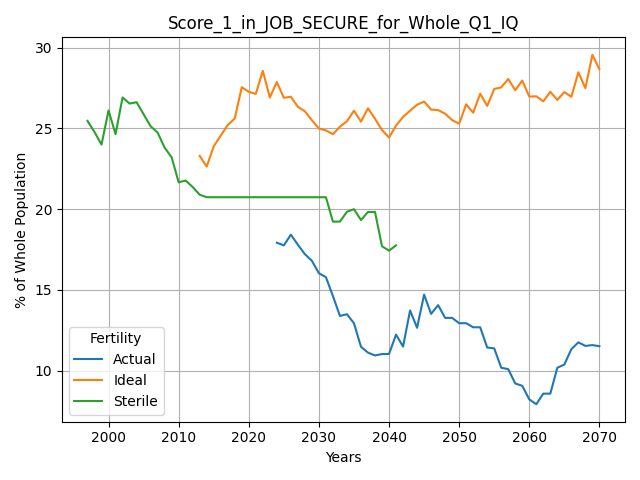 Score_1_in_JOB_SECURE_for_Whole_Q1_IQ
% of Whole Population
30
25
20
15
10
Fertility
Actual
Ideal
Sterile
2000 2010 2020 2030 2040 2050 2060 2070
Years